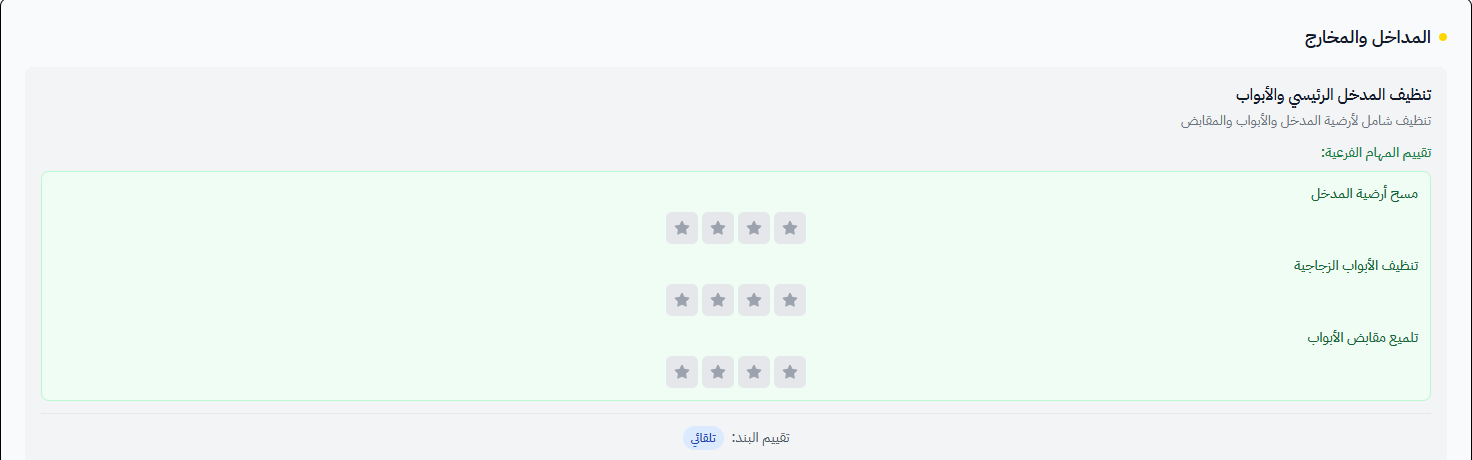 المداخل والمخارج
تنظيف المدخل الرئيسي والأبواب
تنظيف شامل لأرضية المدخل والأبواب والمقابض
تقييم المهام الفرعية:
مسح أرضية المدخل
تنظيف الأبواب الزجاجية
تلميع مقابض الأبواب
تقييم البند: تلقائي